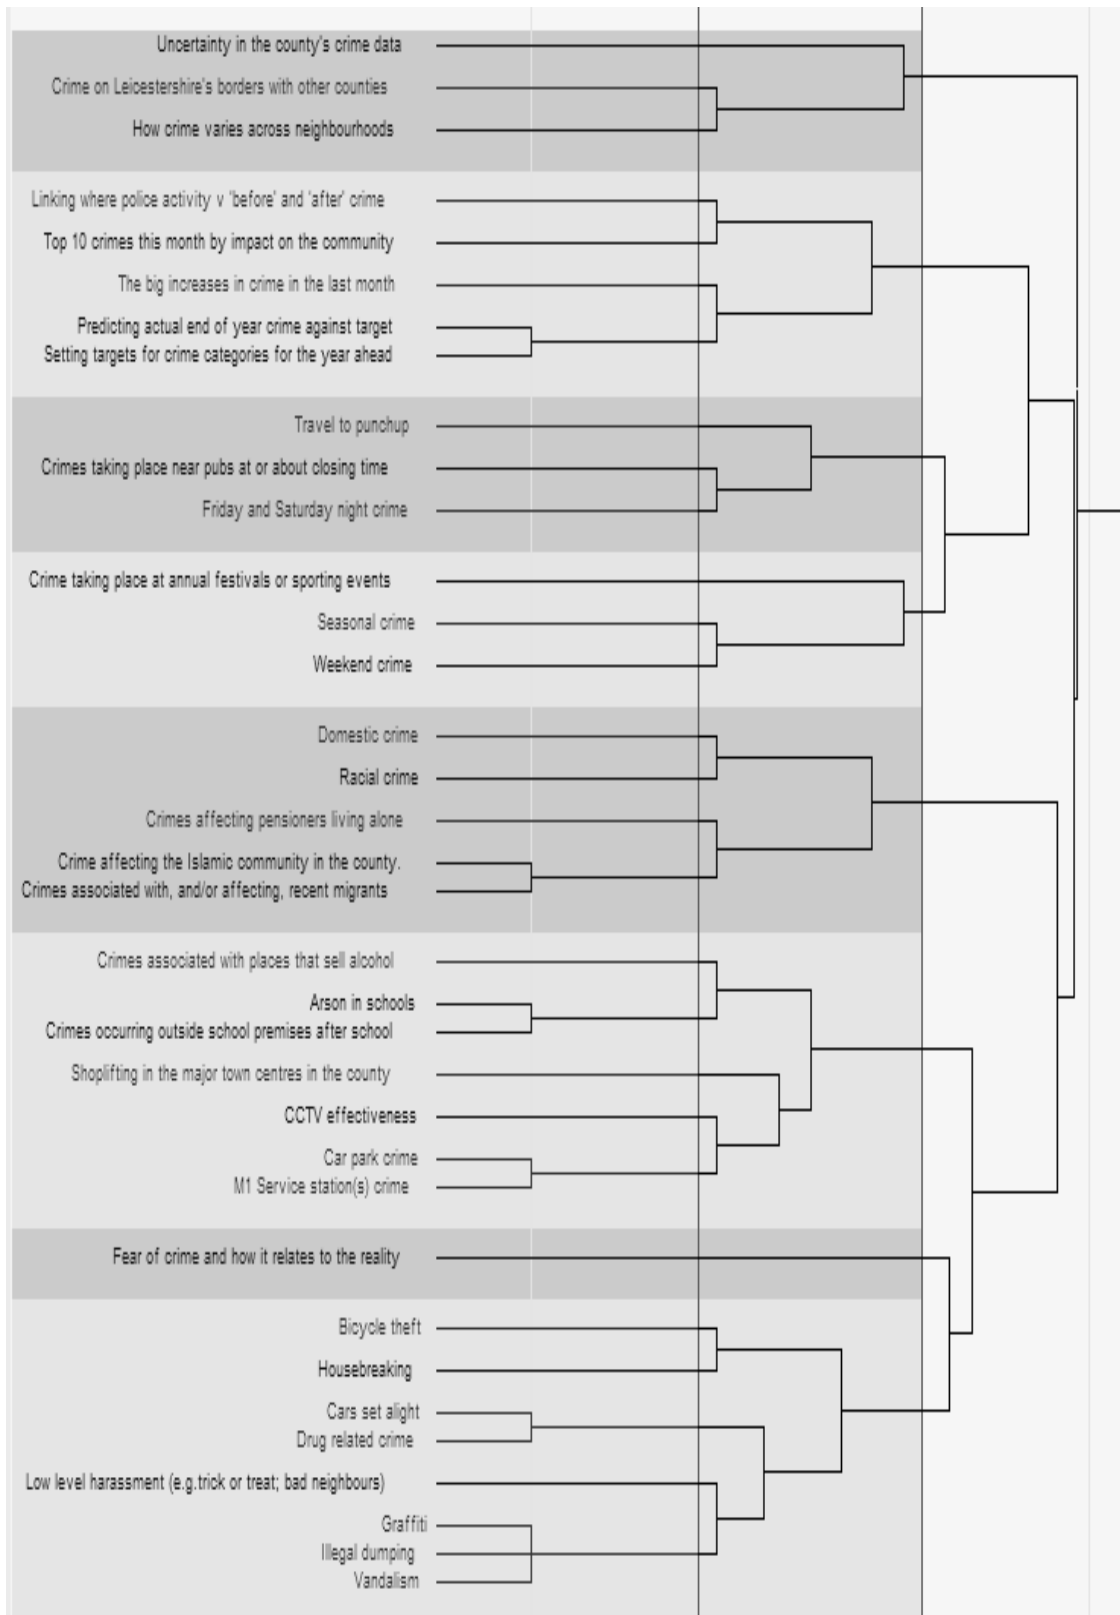 Uncertainty in the county's crime data
Crime on Leicestershire's borders with other counties
How crime varies across neighbourhoods
Linking where police activity v 'before' and 'after' crime
Top 10 crimes this month by impact on the community
The big increases in crime in the last month
Predicting actual end of year crime against target
Setting targets for crime categories for the year ahead
Travel to punchup
Crimes taking place near pubs at or about closing time
Friday and Saturday night crime
Crime taking place at annual festivals or sporting events
Seasonal crime
Weekend crime
Domestic crime
Racial crime
Crimes affecting pensioners living alone
Crime affecting the Islamic community in the county.
Crimes associated with, and/or affecting, recent migrants
Crimes associated with places that sell alcohol
Arson in schools
Crimes occurring outside school premises after school
Shoplifting in the major town centres in the county
CCTV effectiveness
Car park crime
M1 Service station(s) crime
Fear of crime and how it relates to the reality
Bicycle theft
Housebreaking
Cars set alight
Drug related crime
Low level harassment (e.g.trick or treat; bad neighbours)
Graffiti
Illegal dumping
Vandalism